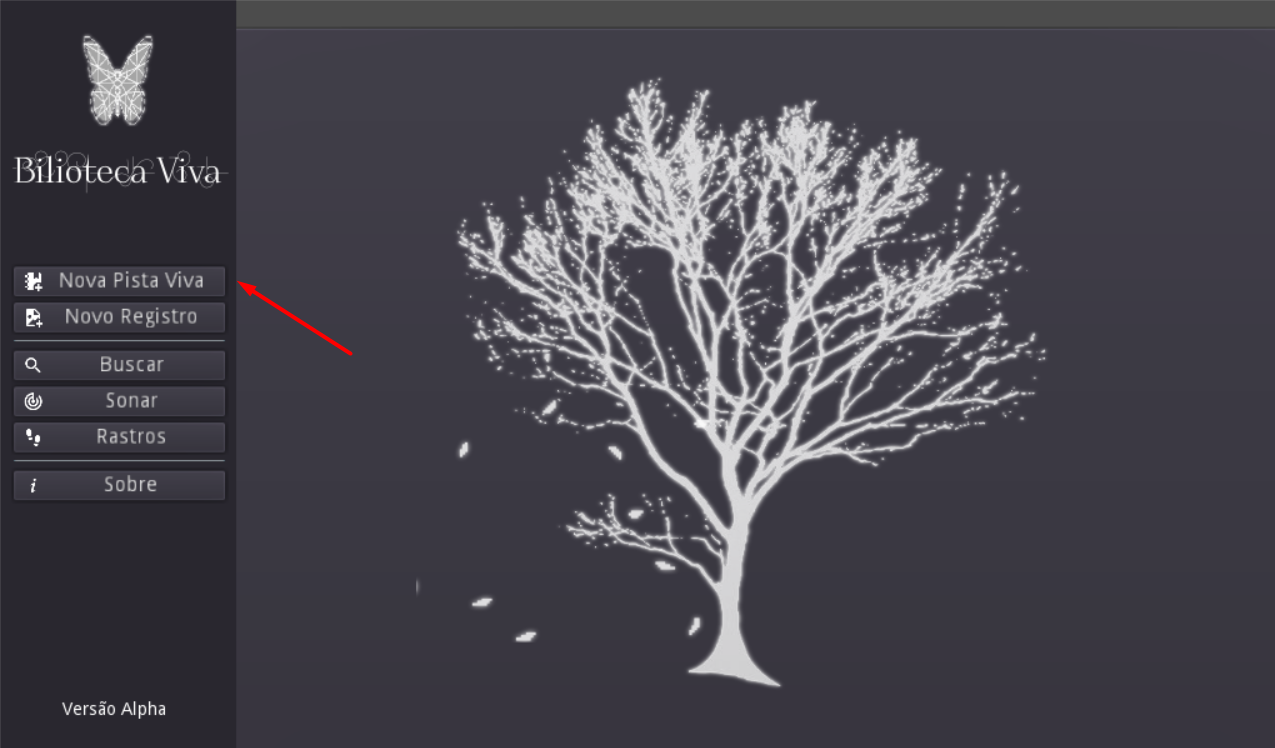 Bilioteca Viva
Nova Pista Viva
Novo Registro
Buscar
Sonar
Rastros
Sobre
Versão Alpha